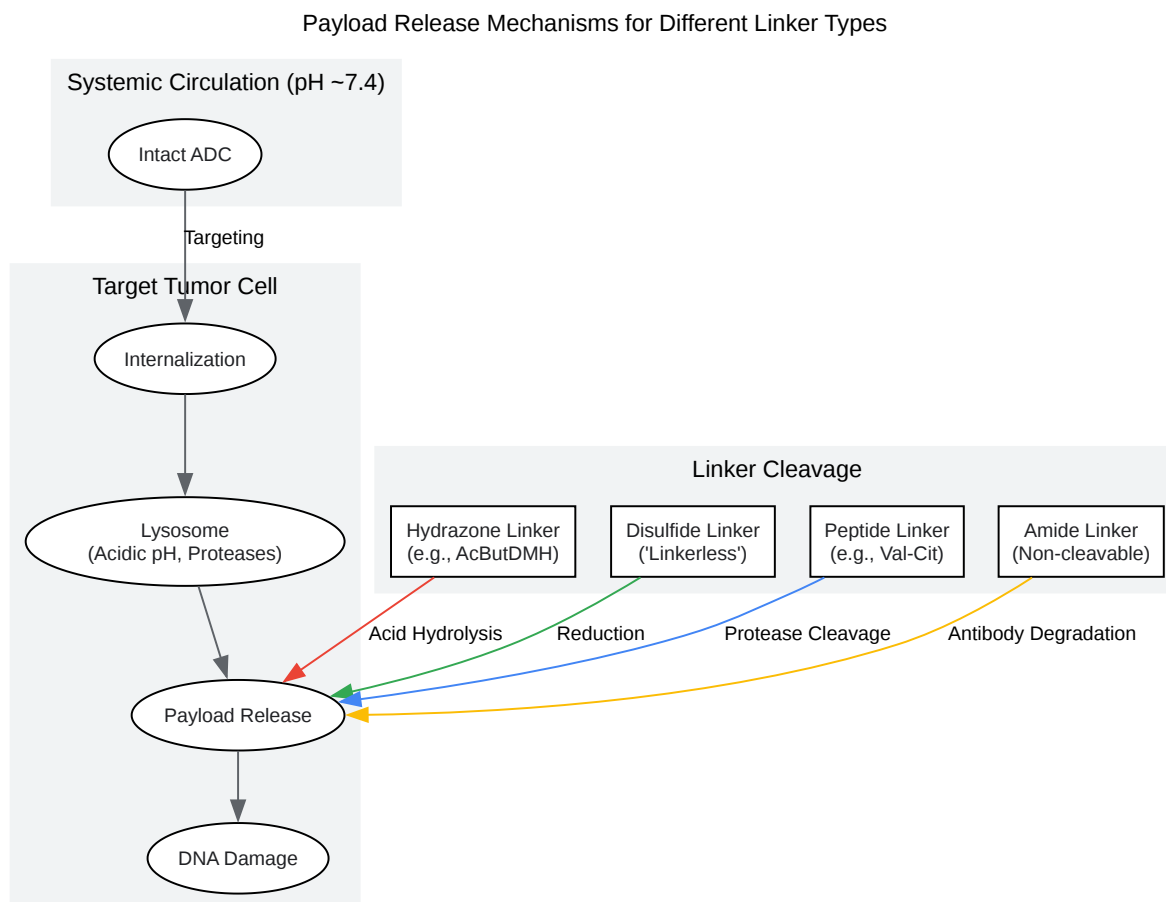 Payload Release Mechanisms for Different Linker Types
Systemic Circulation (pH ~7.4)
Intact ADC
Targeting
Target Tumor Cell
Internalization
Lysosome
(Acidic pH, Proteases)
Linker Cleavage
Hydrazone Linker
(e.g., AcButDMH)
Disulfide Linker
('Linkerless')
Peptide Linker
(e.g., Val-Cit)
Amide Linker
(Non-cleavable)
Acid Hydrolysis
Reduction
Protease Cleavage
Antibody Degradation
Payload Release
DNA Damage